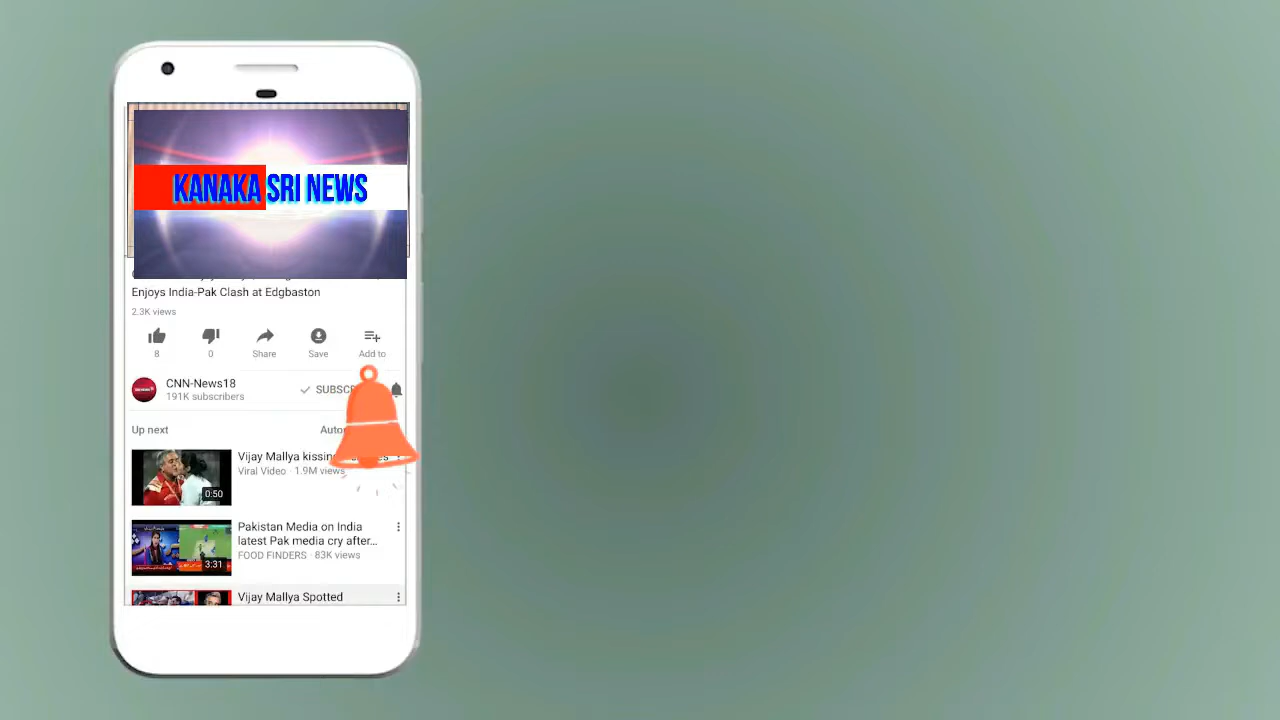 KANAKA SRI NEWS
Enjoys India-Pak Clash at Edgbaston
2.3K views
8
0
Share
Save
Add to
CNN-News18
191K subscribers
Up next
Vijay Mallya
Viral Video · 1.9M views
0:50
Pakistan Media on India
latest Pak media cry after...
FOOD FINDERS · 83K views
3:31
Vijay Mallya Spotted